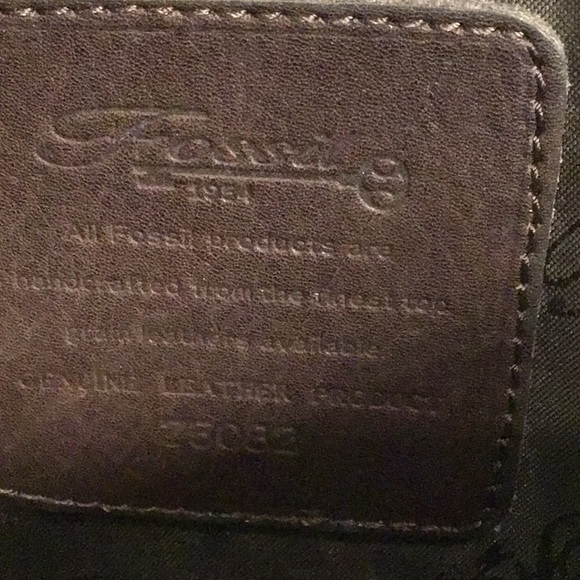 Fossil
1954
All Fossil products are
handcrafted from the finest top
grain leathers available.
GENUINE LEATHER PRODUCT
75082